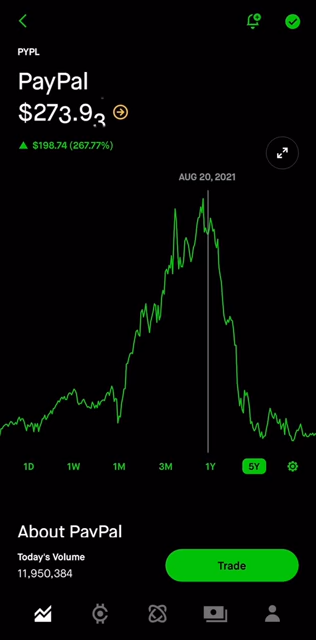 PYPL
PayPal
$273.93
▲ $198.74 (267.77%)
AUG 20, 2021
1D 1W 1M 3M 1Y 5Y
About PayPal
Today's Volume
11,950,384
Trade